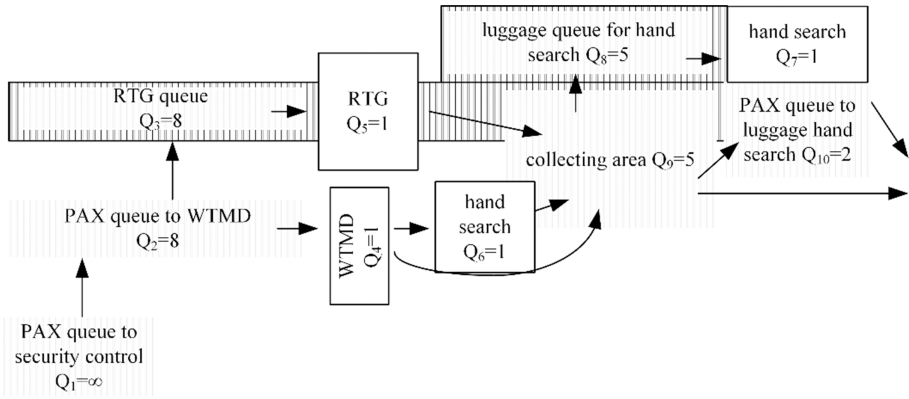 luggage queue for hand
search Q₈=5
hand search
Q₇=1
RTG queue
Q₃=8
RTG
Q₅=1
PAX queue to
luggage hand
search Q₁₀=2
collecting area Q₉=5
PAX queue to WTMD
Q₂=8
WTMD
Q₄=1
hand
search
Q₆=1
PAX queue to
security control
Q₁=∞